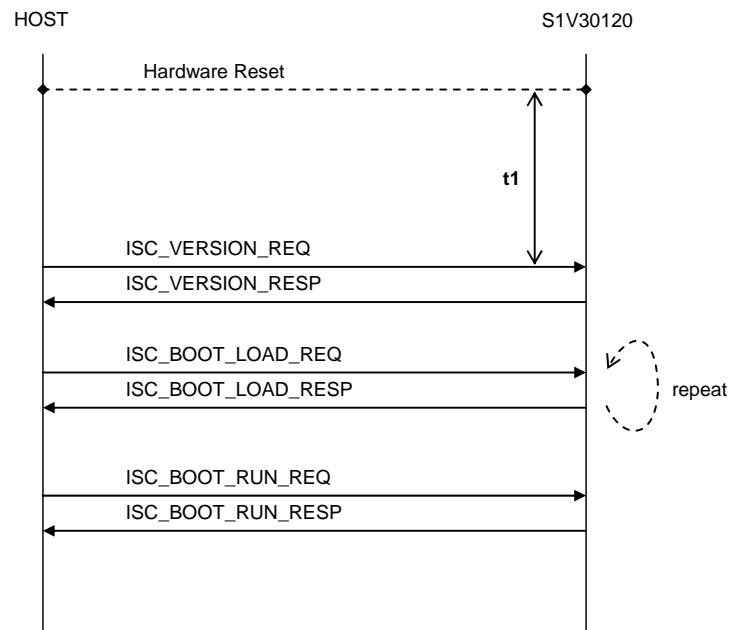 HOST
S1V30120
Hardware Reset
t1
ISC_VERSION_REQ
ISC_VERSION_RESP
ISC_BOOT_LOAD_REQ
ISC_BOOT_LOAD_RESP
repeat
ISC_BOOT_RUN_REQ
ISC_BOOT_RUN_RESP